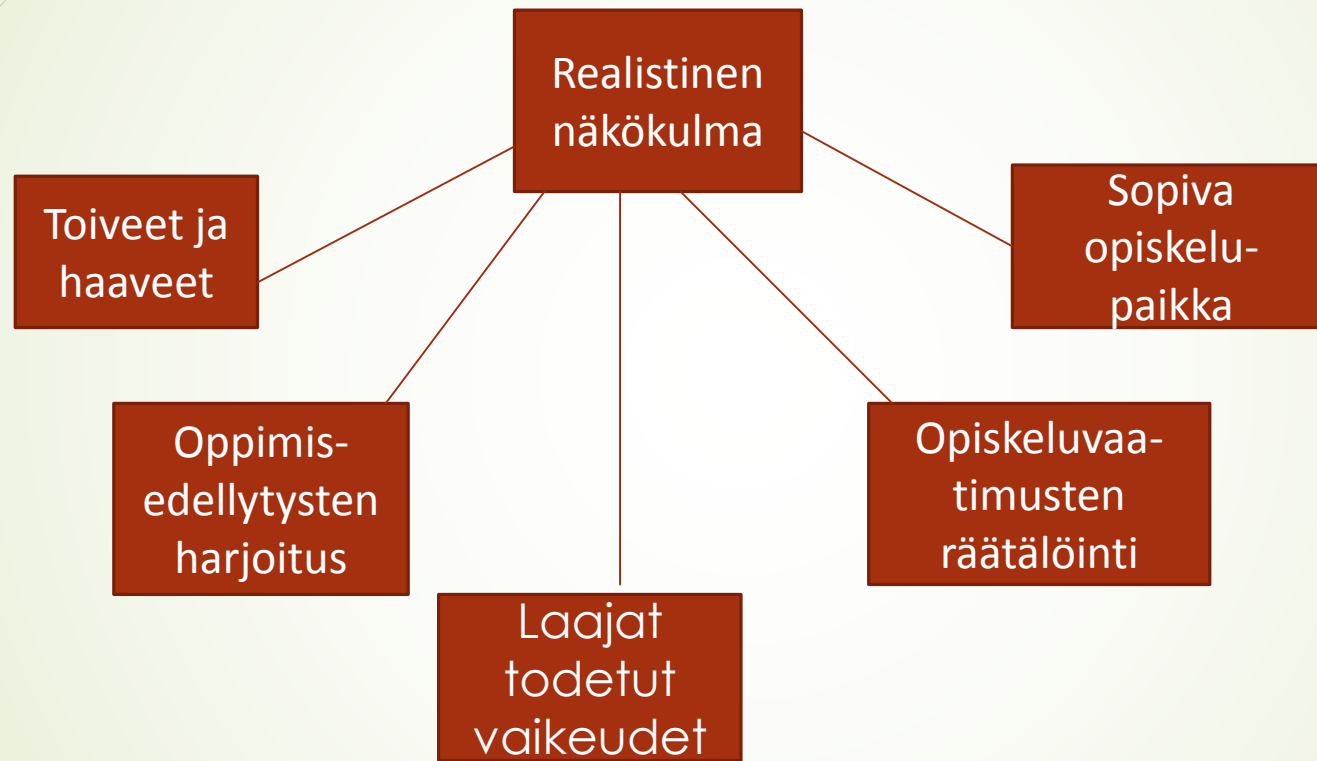 Realistinen
näkökulma
Toiveet ja
haaveet
Sopiva
opiskelu-
paikka
Oppimis-
edellytysten
harjoitus
Opiskeluvaa-
timusten
räätälöinti
Laajat
todetut
vaikeudet